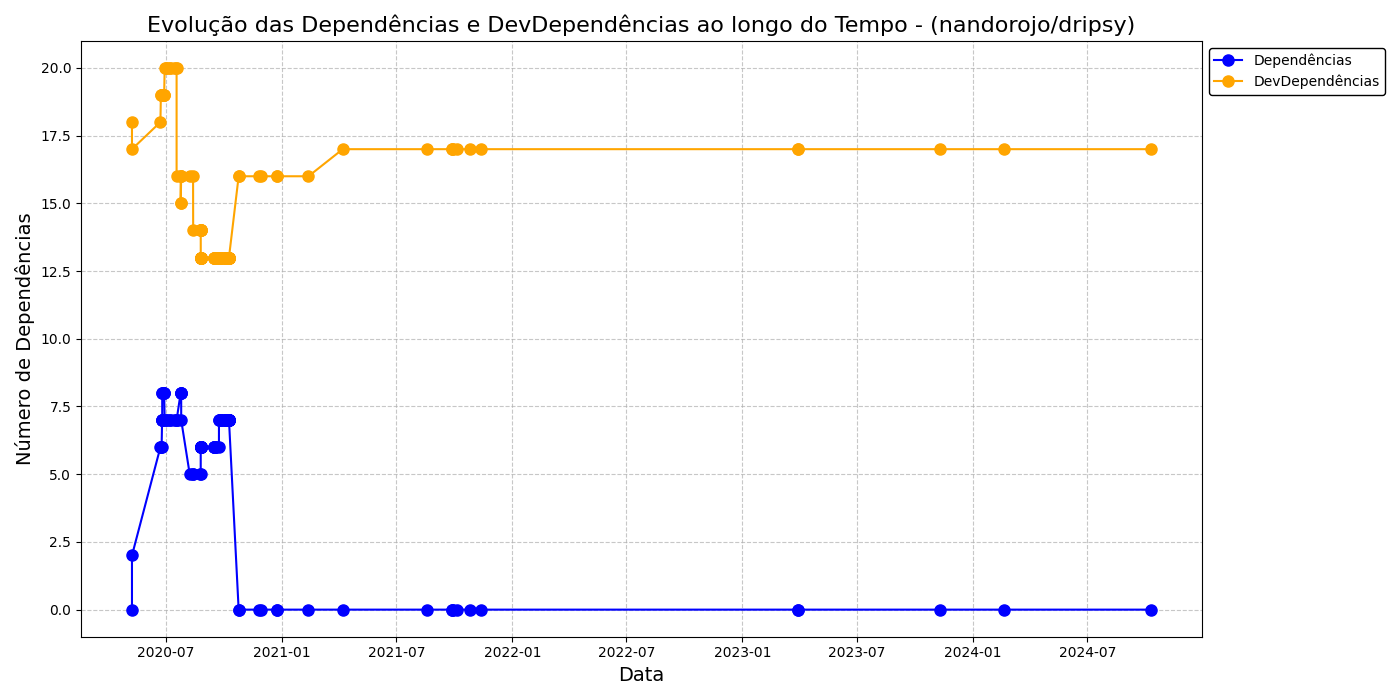 Evolução das Dependências e DevDependências ao longo do Tempo - (nandorojo/dripsy)
Dependências
DevDependências
Número de Dependências
20.0
17.5
15.0
12.5
10.0
7.5
5.0
2.5
0.0
2020-07 2021-01 2021-07 2022-01 2022-07 2023-01 2023-07 2024-01 2024-07
Data